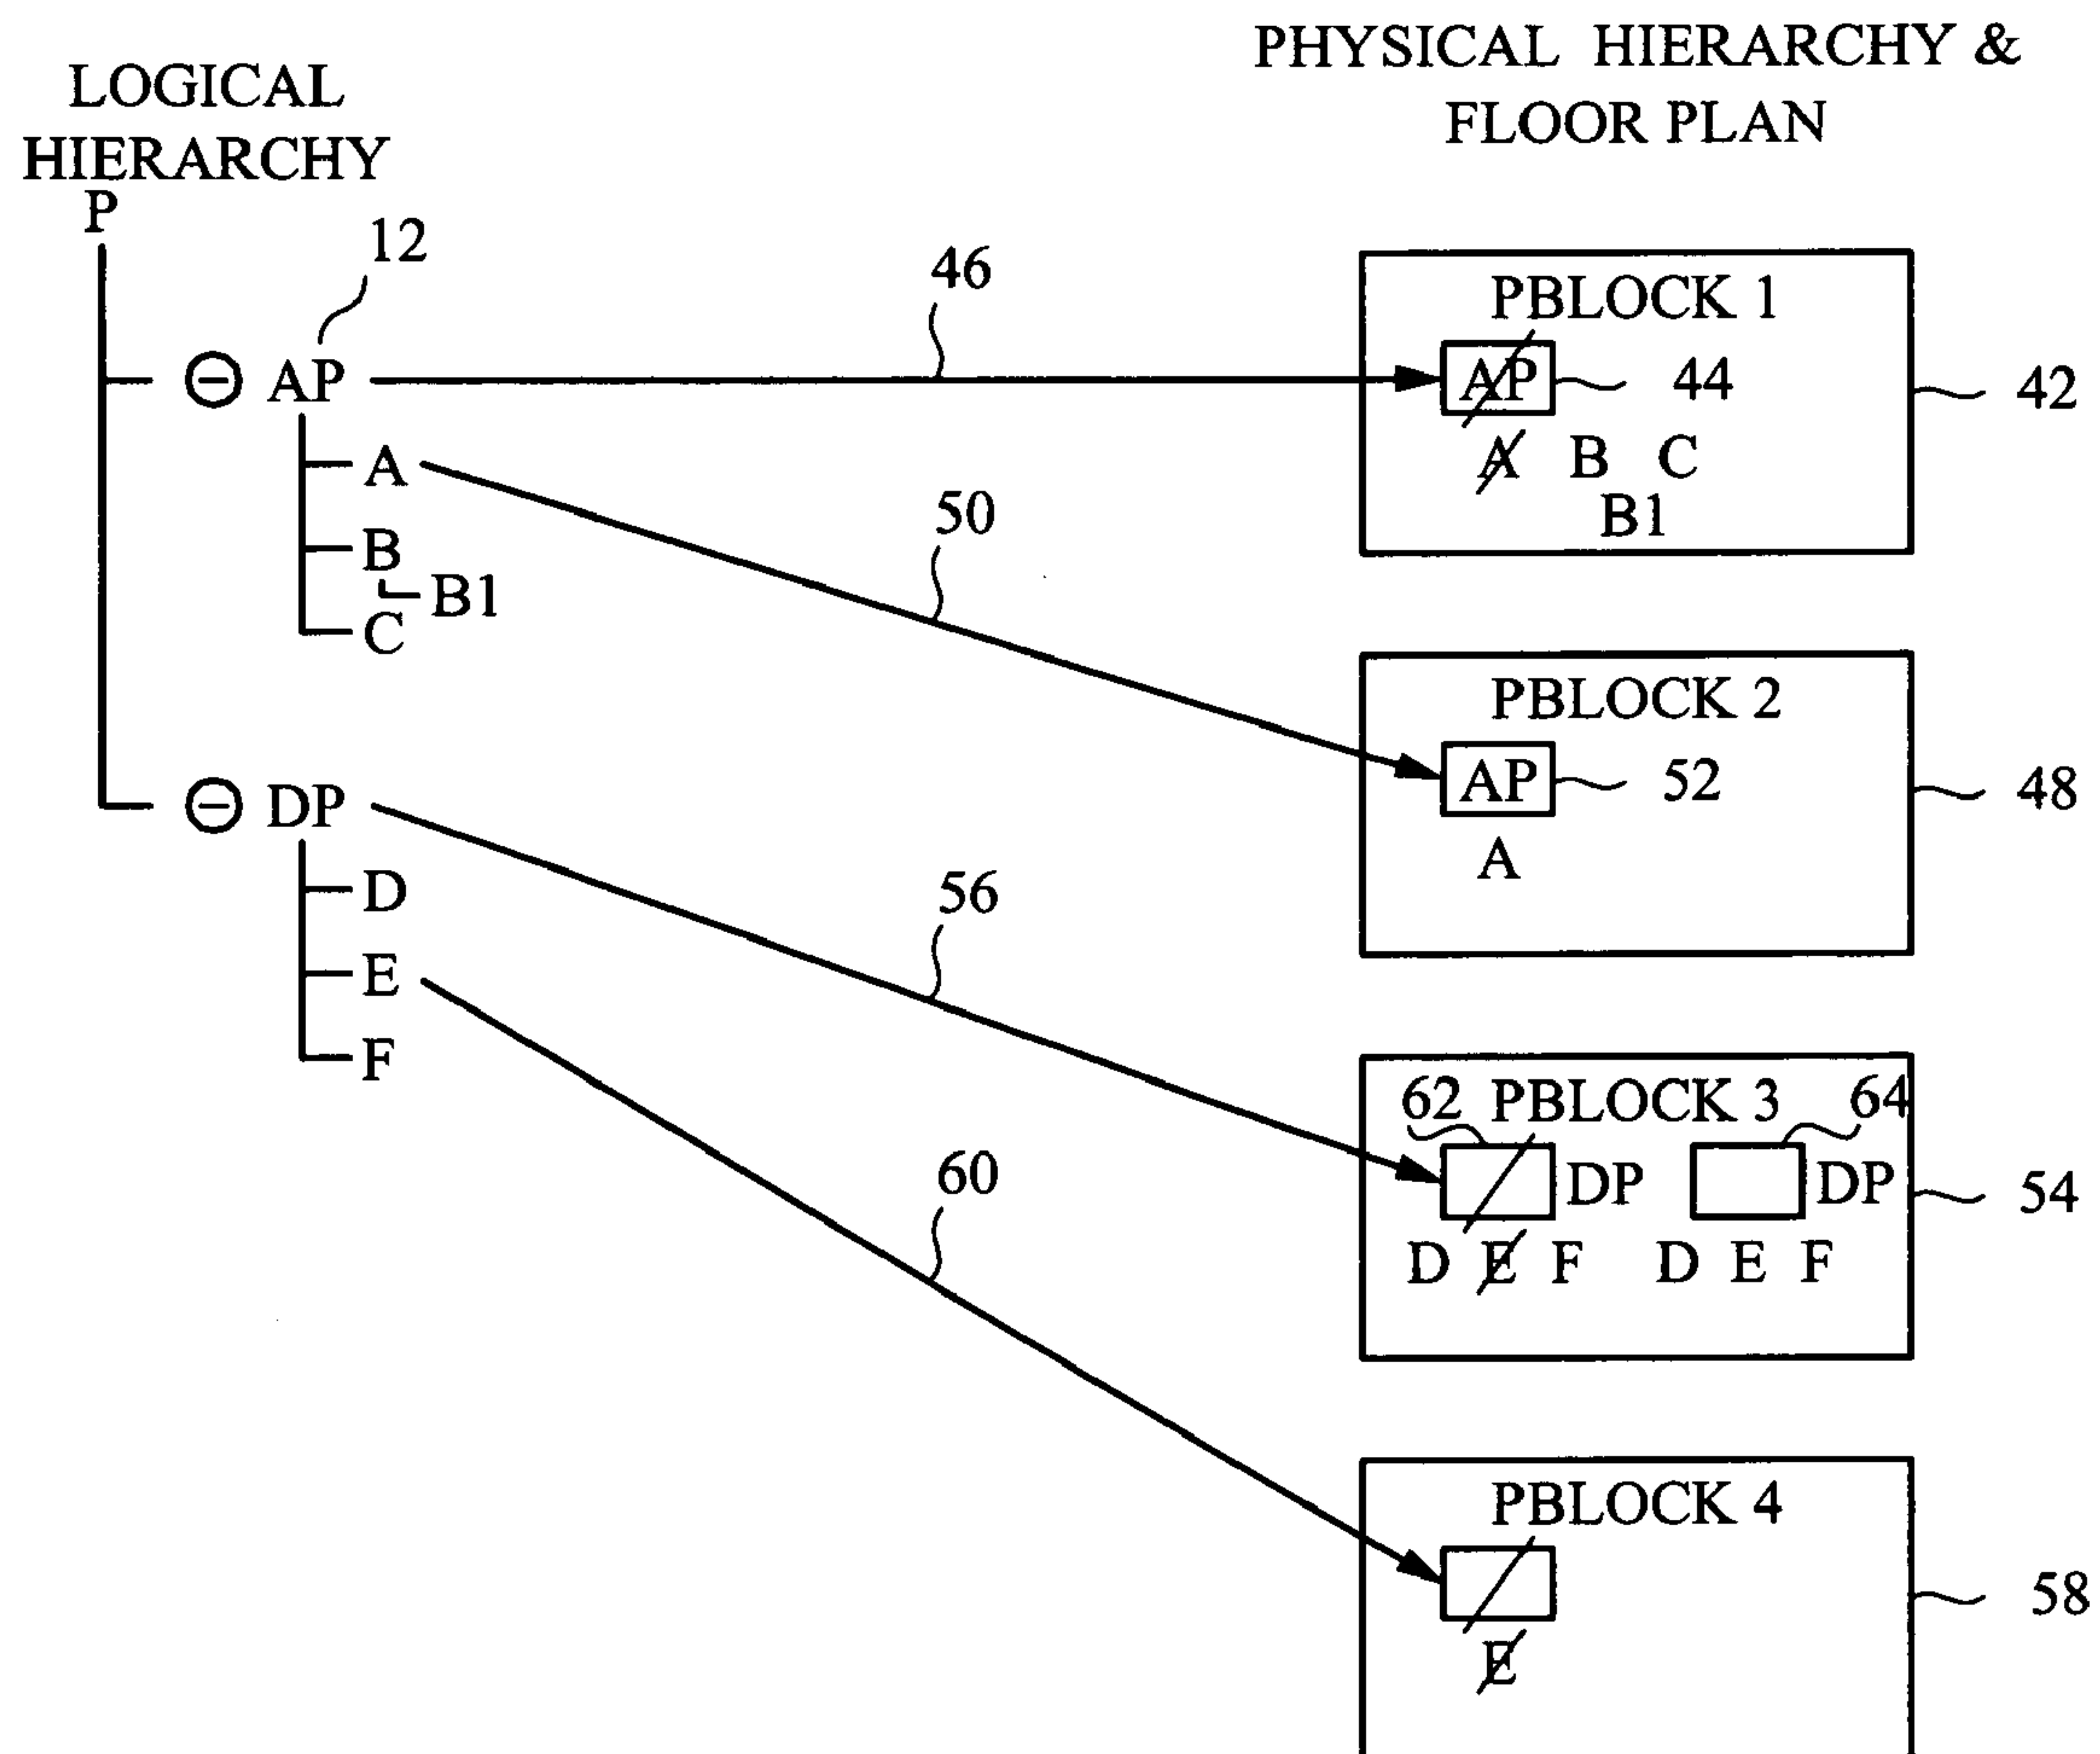 LOGICAL
HIERARCHY
P
12
⊖ AP
A
B
B1
C
⊖ DP
D
E
F
46
50
56
60
PHYSICAL HIERARCHY &
FLOOR PLAN
PBLOCK 1
AP
44
A B C
B1
42
PBLOCK 2
AP
52
A
48
62 PBLOCK 3 64
DP DP
D E F D E F
54
PBLOCK 4
E
58